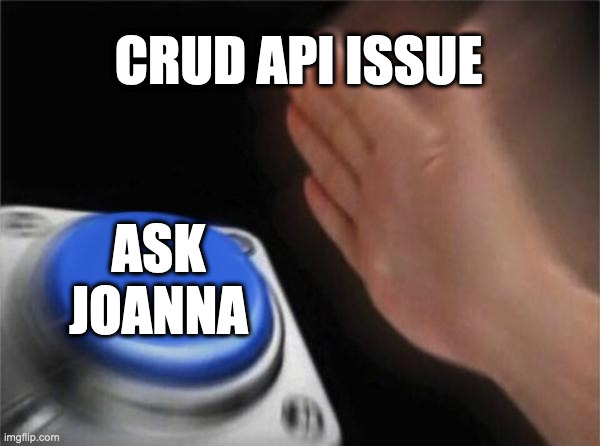 CRUD API ISSUE
ASK
JOANNA
imgflip.com